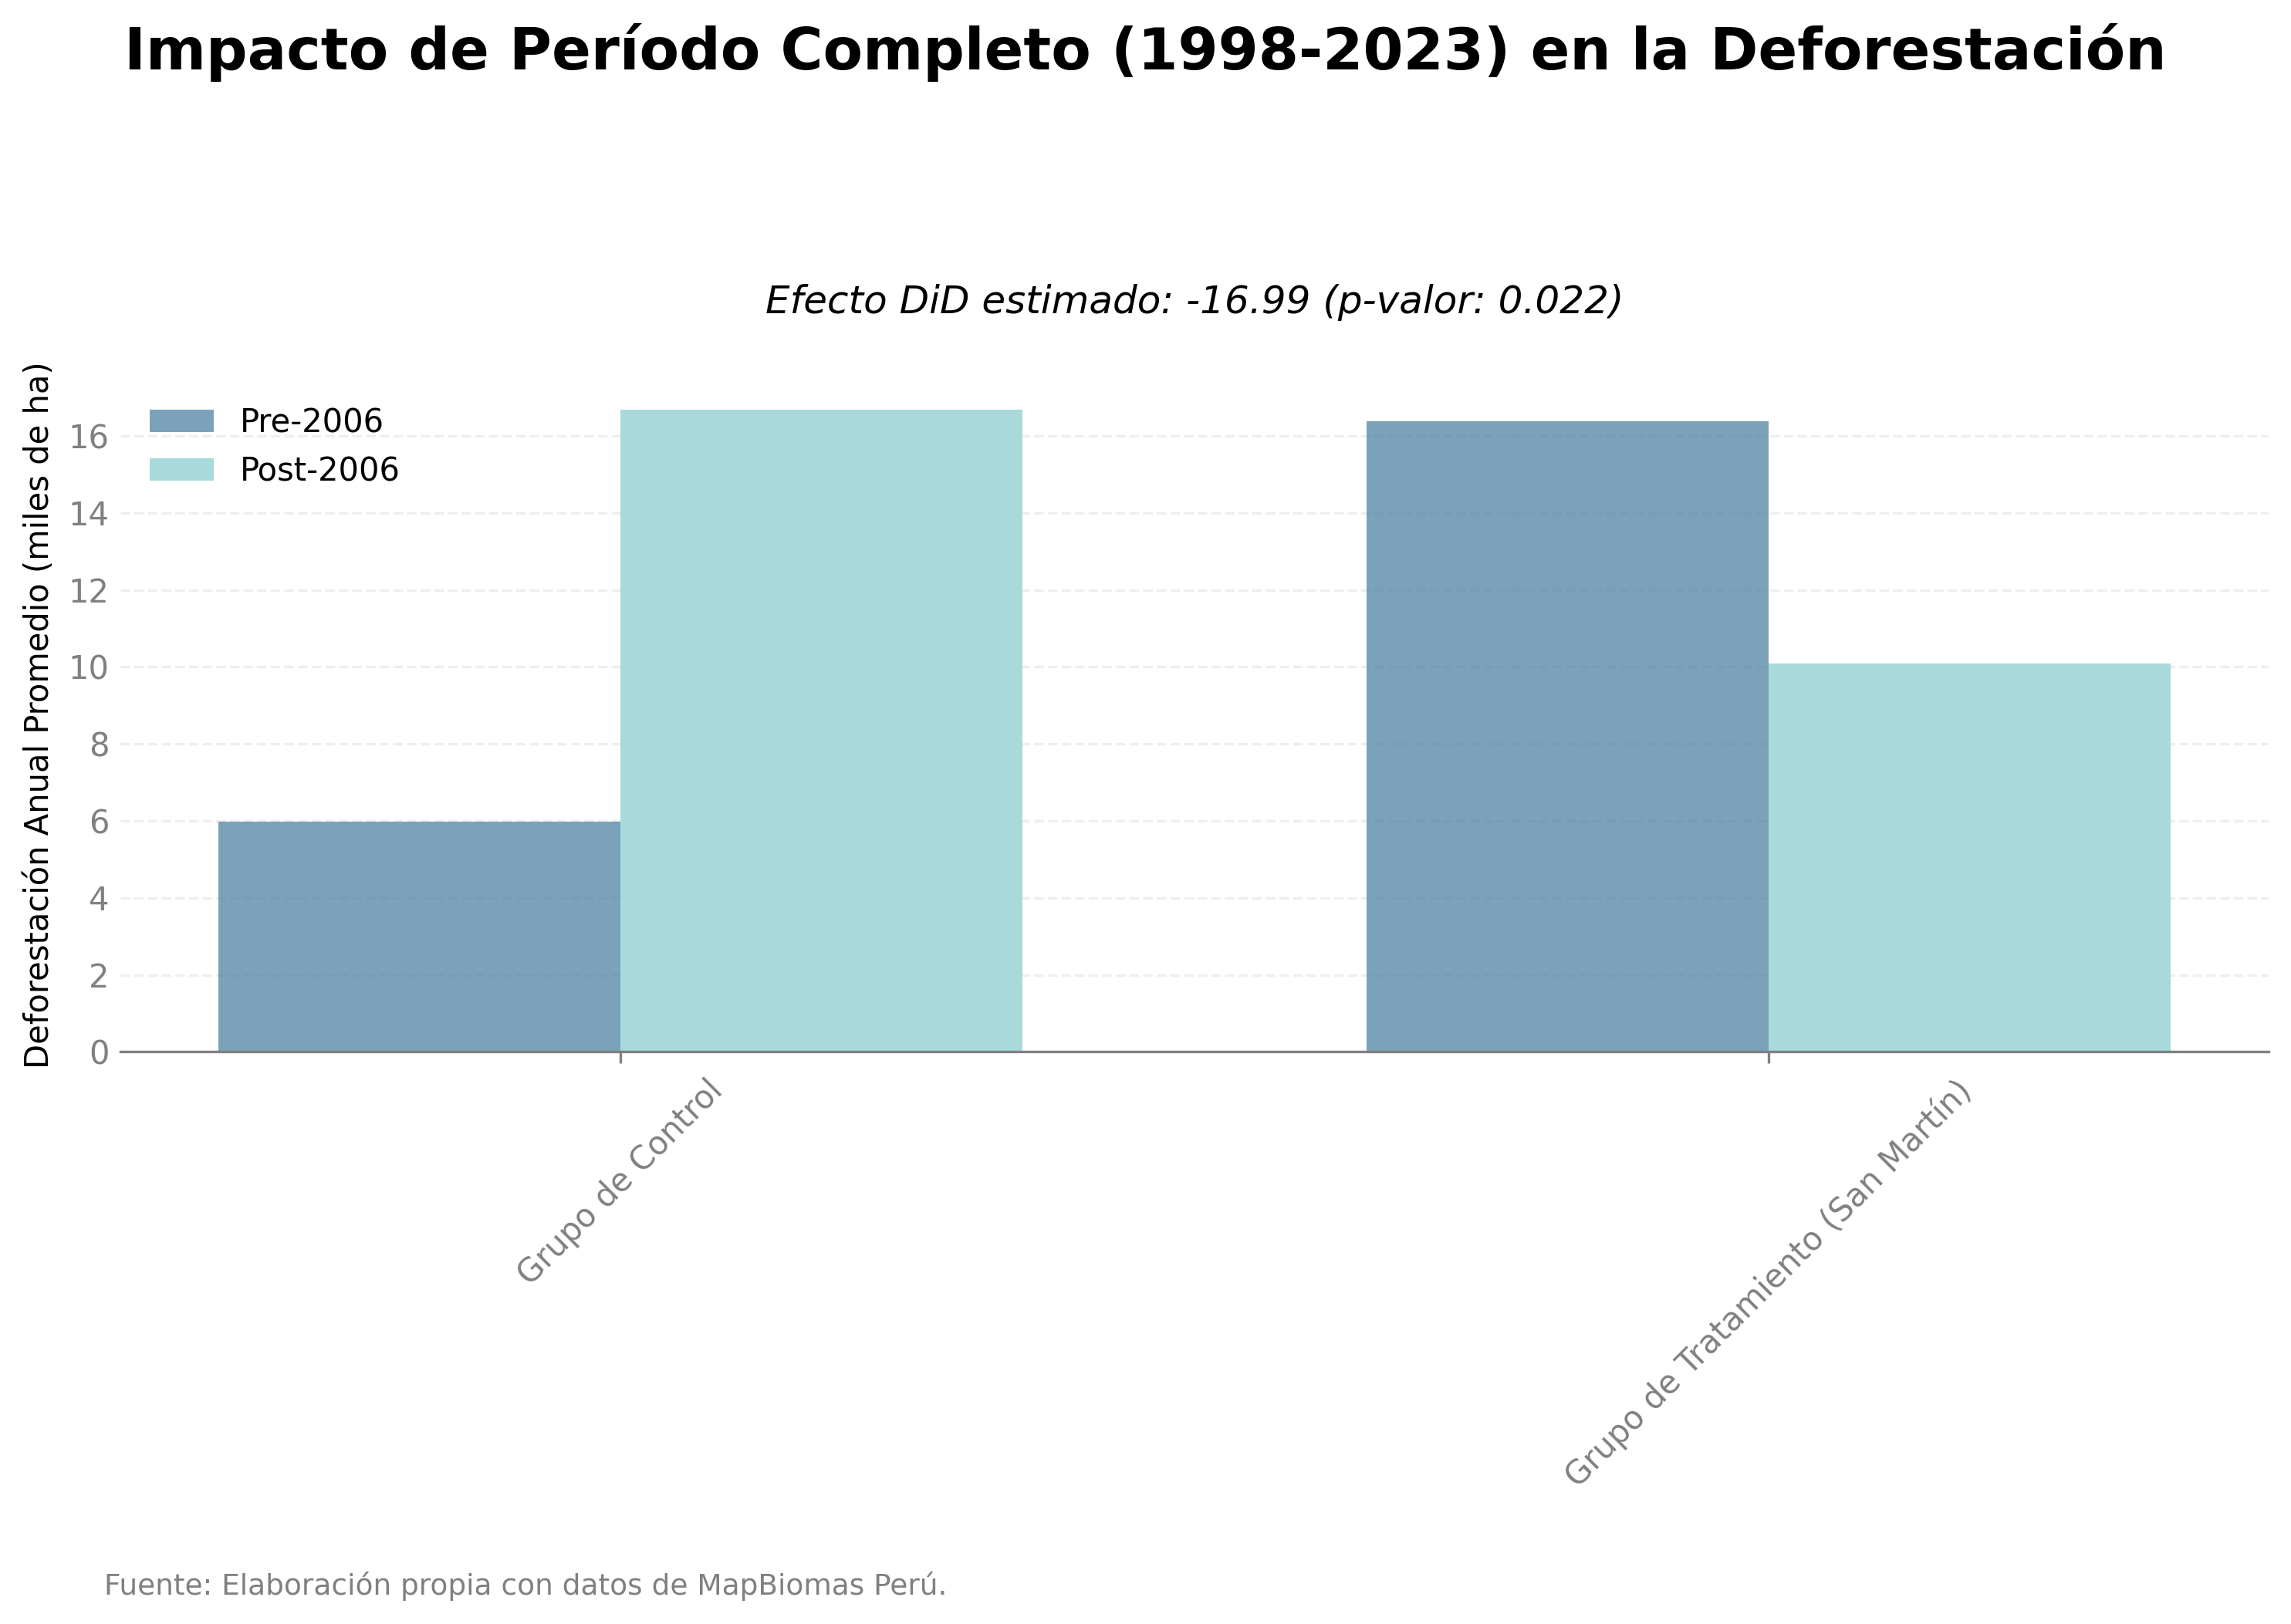 Impacto de Período Completo (1998-2023) en la Deforestación
Efecto DiD estimado: -16.99 (p-valor: 0.022)
Deforestación Anual Promedio (miles de ha)
Pre-2006
Post-2006
16
14
12
10
8
6
4
2
0
Grupo de Control
Grupo de Tratamiento (San Martín)
Fuente: Elaboración propia con datos de MapBiomas Perú.